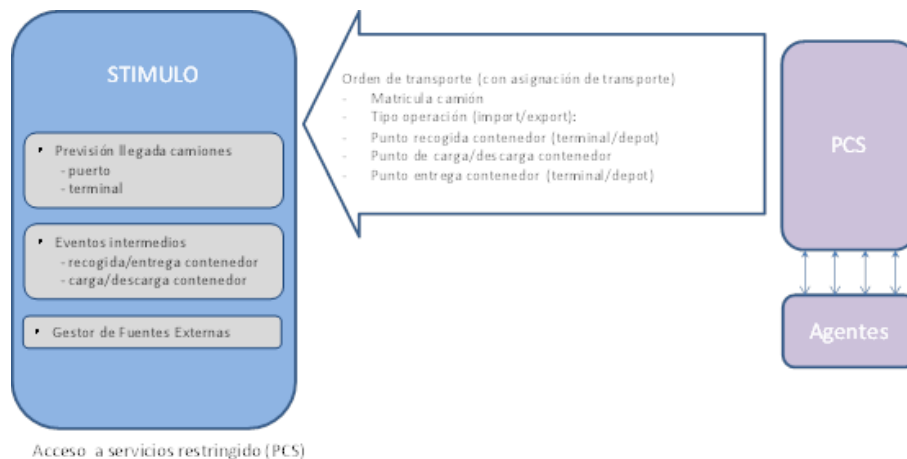 STIMULO
Previsión llegada camiones
- puerto
- terminal
Eventos intermedios
- recogida/entrega contenedor
- carga/descarga contenedor
Gestor de Fuentes Externas
Orden de transporte (con asignación de transporte)
- Matricula camión
- Tipo operación (import/export):
- Punto recogida contenedor (terminal/depot)
- Punto de carga/descarga contenedor
- Punto entrega contenedor (terminal/depot)
PCS
Agentes
Acceso a servicios restringido (PCS)